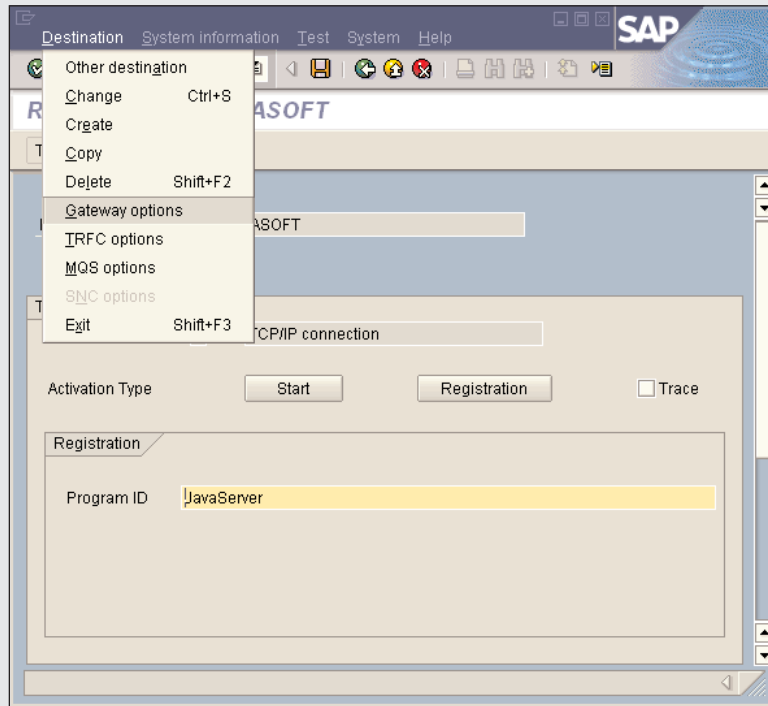 Destination System information Test System Help
SAP
Other destination
Change Ctrl+S
Create
Copy
Delete Shift+F2
Gateway options
TRFC options
MQS options
SNC options
Exit Shift+F3
R ASOFT
T
ASOFT
T
TCP/IP connection
Activation Type Start Registration Trace
Registration
Program ID JavaServer